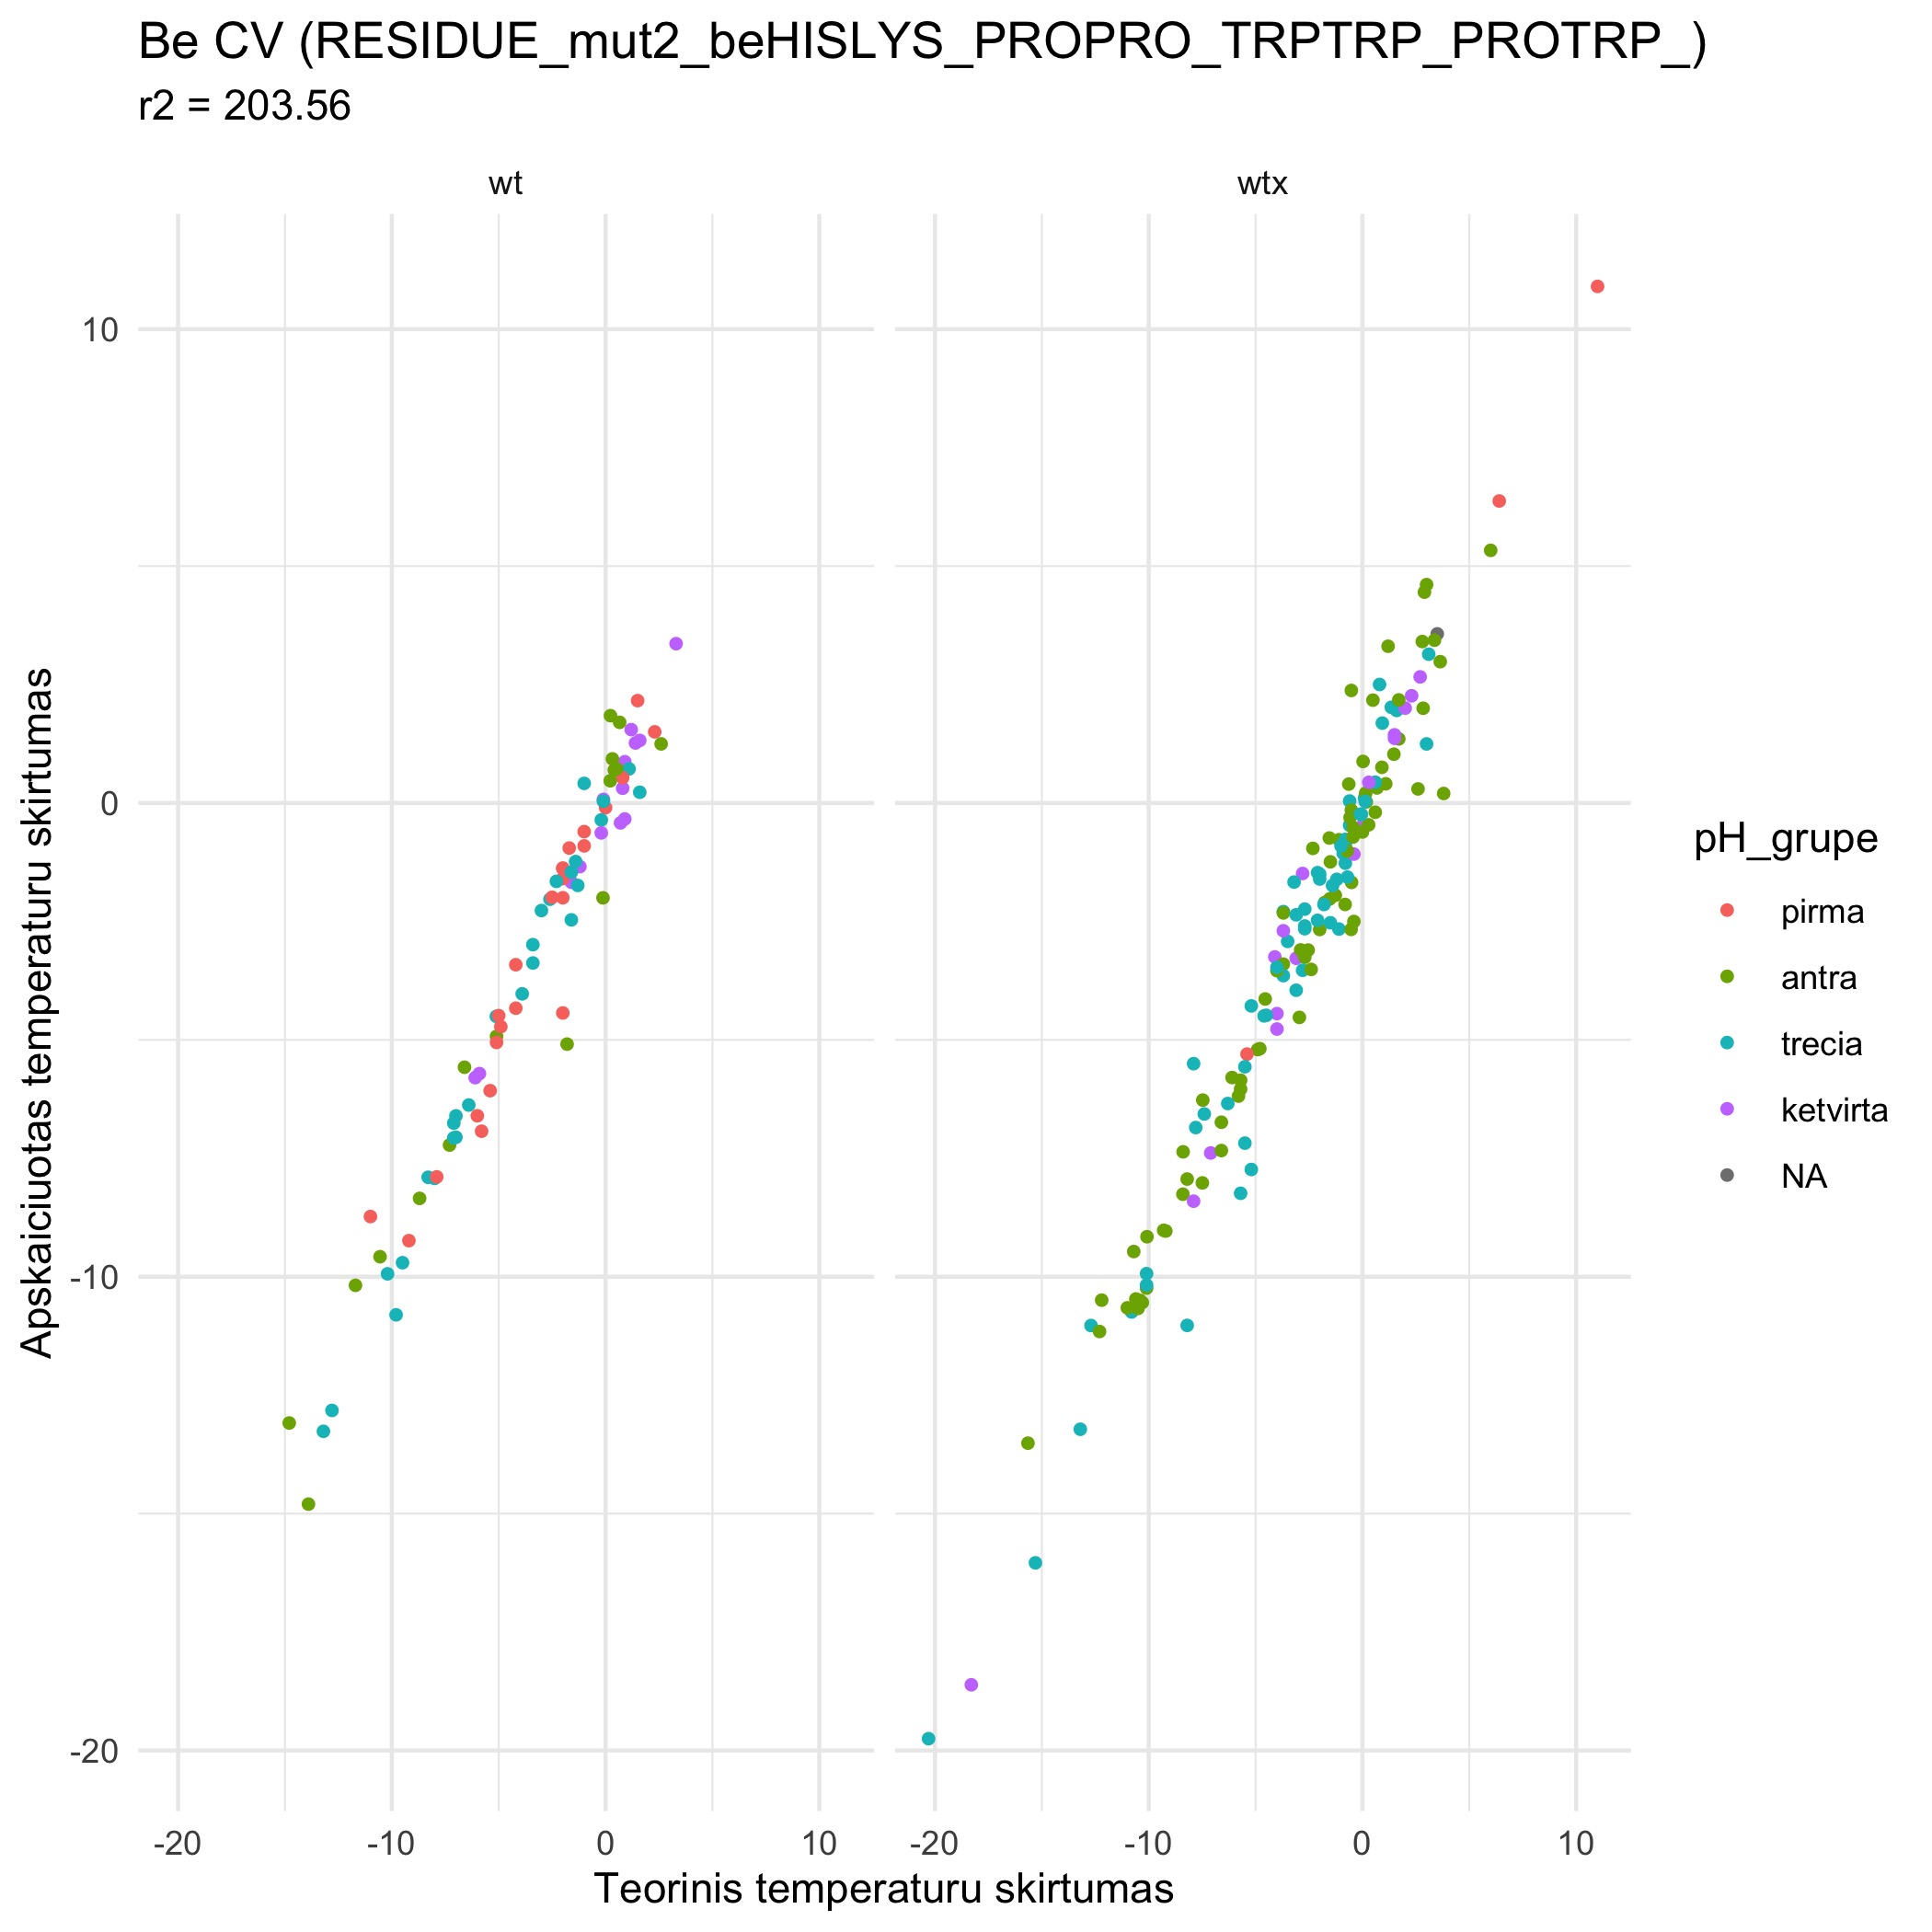 Be CV (RESIDUE_mut2_beHISLYS_PROPRO_TRPTRP_PROTRP_)
r2 = 203.56
wt
wtx
10
0
-10
-20
Apskaiciuotas temperaturu skirtumas
-20
-10
0
10
-20
-10
0
10
Teorinis temperaturu skirtumas
pH_grupe
pirma
antra
trecia
ketvirta
NA